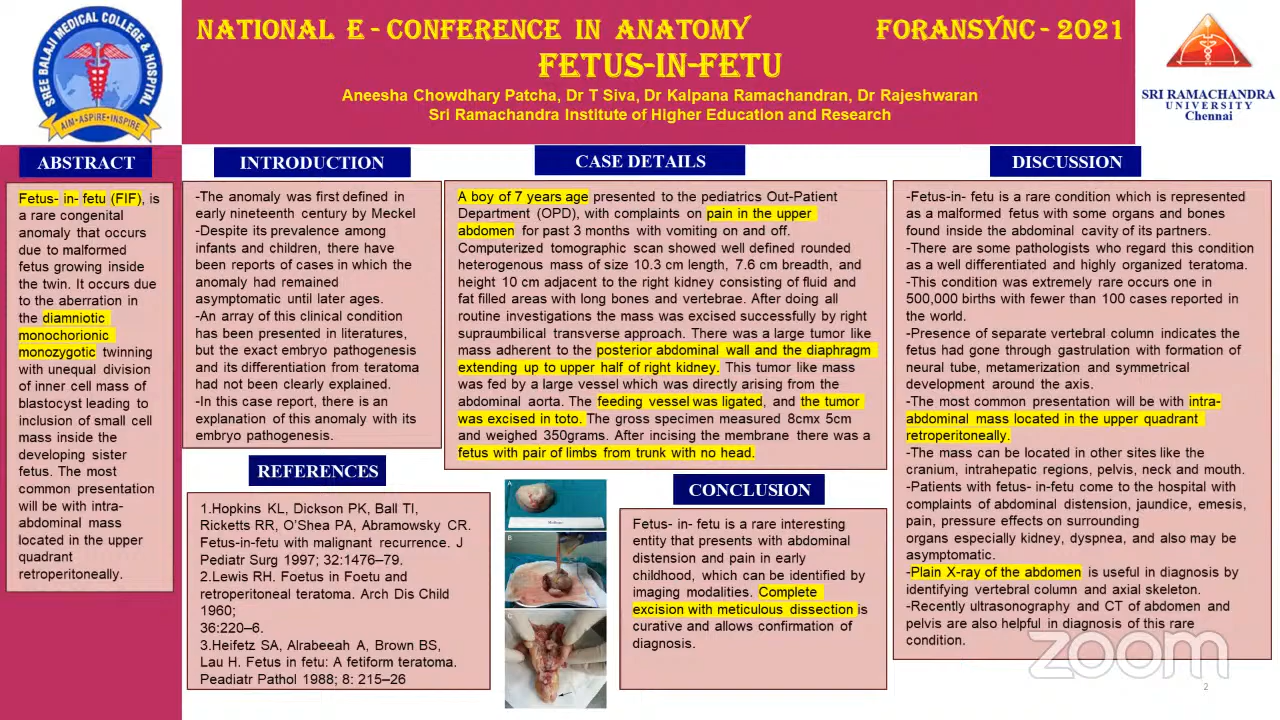 SREE BALAJI MEDICAL COLLEGE & HOSPITAL
AIM - ASPIRE - INSPIRE
NATIONAL E - CONFERENCE IN ANATOMY FORANSYNC - 2021
FETUS-IN-FETU
Aneesha Chowdhary Patcha, Dr T Siva, Dr Kalpana Ramachandran, Dr Rajeshwaran
Sri Ramachandra Institute of Higher Education and Research
SRI RAMACHANDRA
UNIVERSITY
Chennai
ABSTRACT
Fetus- in- fetu (FIF), is
a rare congenital
anomaly that occurs
due to malformed
fetus growing inside
the twin. It occurs due
to the aberration in
the diamniotic
monochorionic
monozygotic twinning
with unequal division
of inner cell mass of
blastocyst leading to
inclusion of small cell
mass inside the
developing sister
fetus. The most
common presentation
will be with intra-
abdominal mass
located in the upper
quadrant
retroperitoneally.
INTRODUCTION
-The anomaly was first defined in
early nineteenth century by Meckel
-Despite its prevalence among
infants and children, there have
been reports of cases in which the
anomaly had remained
asymptomatic until later ages.
-An array of this clinical condition
has been presented in literatures,
but the exact embryo pathogenesis
and its differentiation from teratoma
had not been clearly explained.
-In this case report, there is an
explanation of this anomaly with its
embryo pathogenesis.
REFERENCES
1.Hopkins KL, Dickson PK, Ball TI,
Ricketts RR, O'Shea PA, Abramowsky CR.
Fetus-in-fetu with malignant recurrence. J
Pediatr Surg 1997; 32:1476–79.
2.Lewis RH. Foetus in Foetu and
retroperitoneal teratoma. Arch Dis Child
1960;
36:220–6.
3.Heifetz SA, Alrabeeah A, Brown BS,
Lau H. Fetus in fetu: A fetiform teratoma.
Peadiatr Pathol 1988; 8: 215–26
CASE DETAILS
A boy of 7 years age presented to the pediatrics Out-Patient
Department (OPD), with complaints on pain in the upper
abdomen for past 3 months with vomiting on and off.
Computerized tomographic scan showed well defined rounded
heterogenous mass of size 10.3 cm length, 7.6 cm breadth, and
height 10 cm adjacent to the right kidney consisting of fluid and
fat filled areas with long bones and vertebrae. After doing all
routine investigations the mass was excised successfully by right
supraumbilical transverse approach. There was a large tumor like
mass adherent to the posterior abdominal wall and the diaphragm
extending up to upper half of right kidney. This tumor like mass
was fed by a large vessel which was directly arising from the
abdominal aorta. The feeding vessel was ligated, and the tumor
was excised in toto. The gross specimen measured 8cmx 5cm
and weighed 350grams. After incising the membrane there was a
fetus with pair of limbs from trunk with no head.
A
B
C
CONCLUSION
Fetus- in- fetu is a rare interesting
entity that presents with abdominal
distension and pain in early
childhood, which can be identified by
imaging modalities. Complete
excision with meticulous dissection is
curative and allows confirmation of
diagnosis.
DISCUSSION
-Fetus-in- fetu is a rare condition which is represented
as a malformed fetus with some organs and bones
found inside the abdominal cavity of its partners.
-There are some pathologists who regard this condition
as a well differentiated and highly organized teratoma.
-This condition was extremely rare occurs one in
500,000 births with fewer than 100 cases reported in
the world.
-Presence of separate vertebral column indicates the
fetus had gone through gastrulation with formation of
neural tube, metamerization and symmetrical
development around the axis.
-The most common presentation will be with intra-
abdominal mass located in the upper quadrant
retroperitoneally.
-The mass can be located in other sites like the
cranium, intrahepatic regions, pelvis, neck and mouth.
-Patients with fetus- in-fetu come to the hospital with
complaints of abdominal distension, jaundice, emesis,
pain, pressure effects on surrounding
organs especially kidney, dyspnea, and also may be
asymptomatic.
-Plain X-ray of the abdomen is useful in diagnosis by
identifying vertebral column and axial skeleton.
-Recently ultrasonography and CT of abdomen and
pelvis are also helpful in diagnosis of this rare
condition.
zoom
2